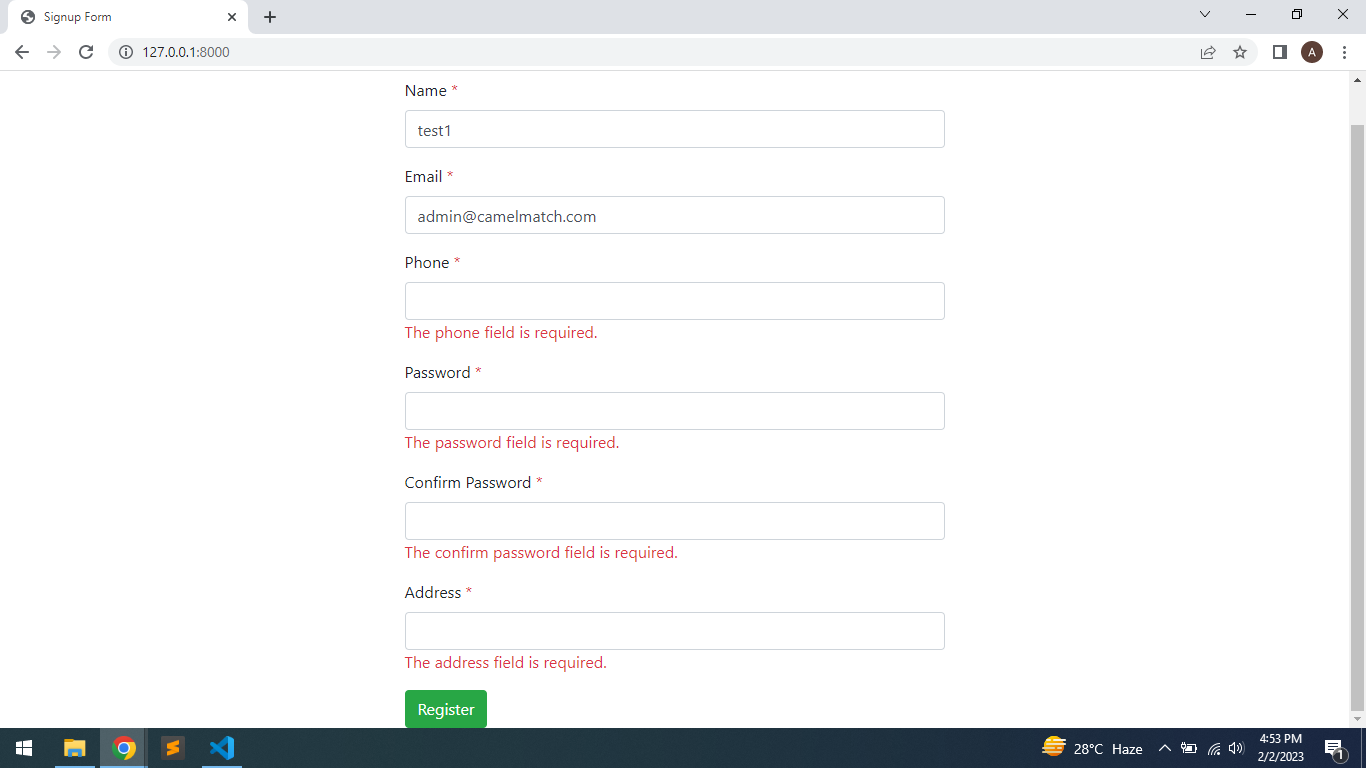 Signup Form
127.0.0.1:8000
A
Name *
test1
Email *
admin@camelmatch.com
Phone *
The phone field is required.
Password *
The password field is required.
Confirm Password *
The confirm password field is required.
Address *
The address field is required.
Register
28°C Haze
4:53 PM
2/2/2023
1